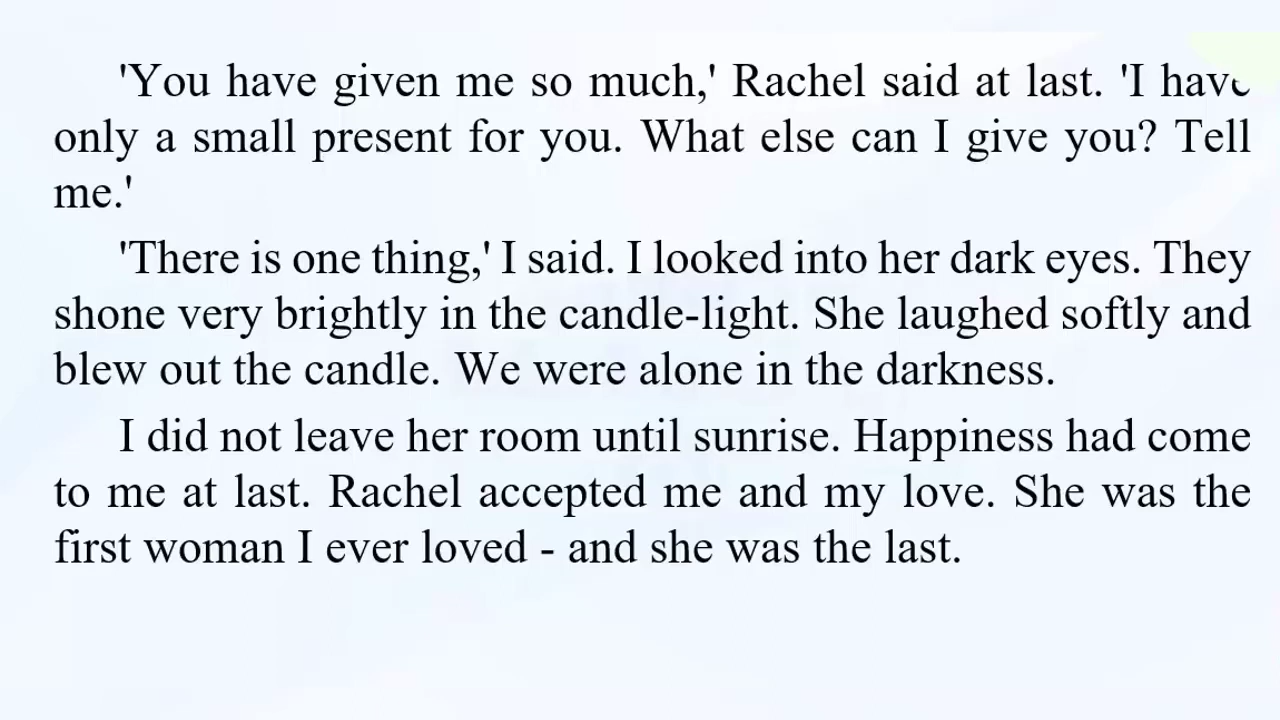 'You have given me so much,' Rachel said at last. 'I have
only a small present for you. What else can I give you? Tell
me.'
'There is one thing,' I said. I looked into her dark eyes. They
shone very brightly in the candle-light. She laughed softly and
blew out the candle. We were alone in the darkness.
I did not leave her room until sunrise. Happiness had come
to me at last. Rachel accepted me and my love. She was the
first woman I ever loved - and she was the last.